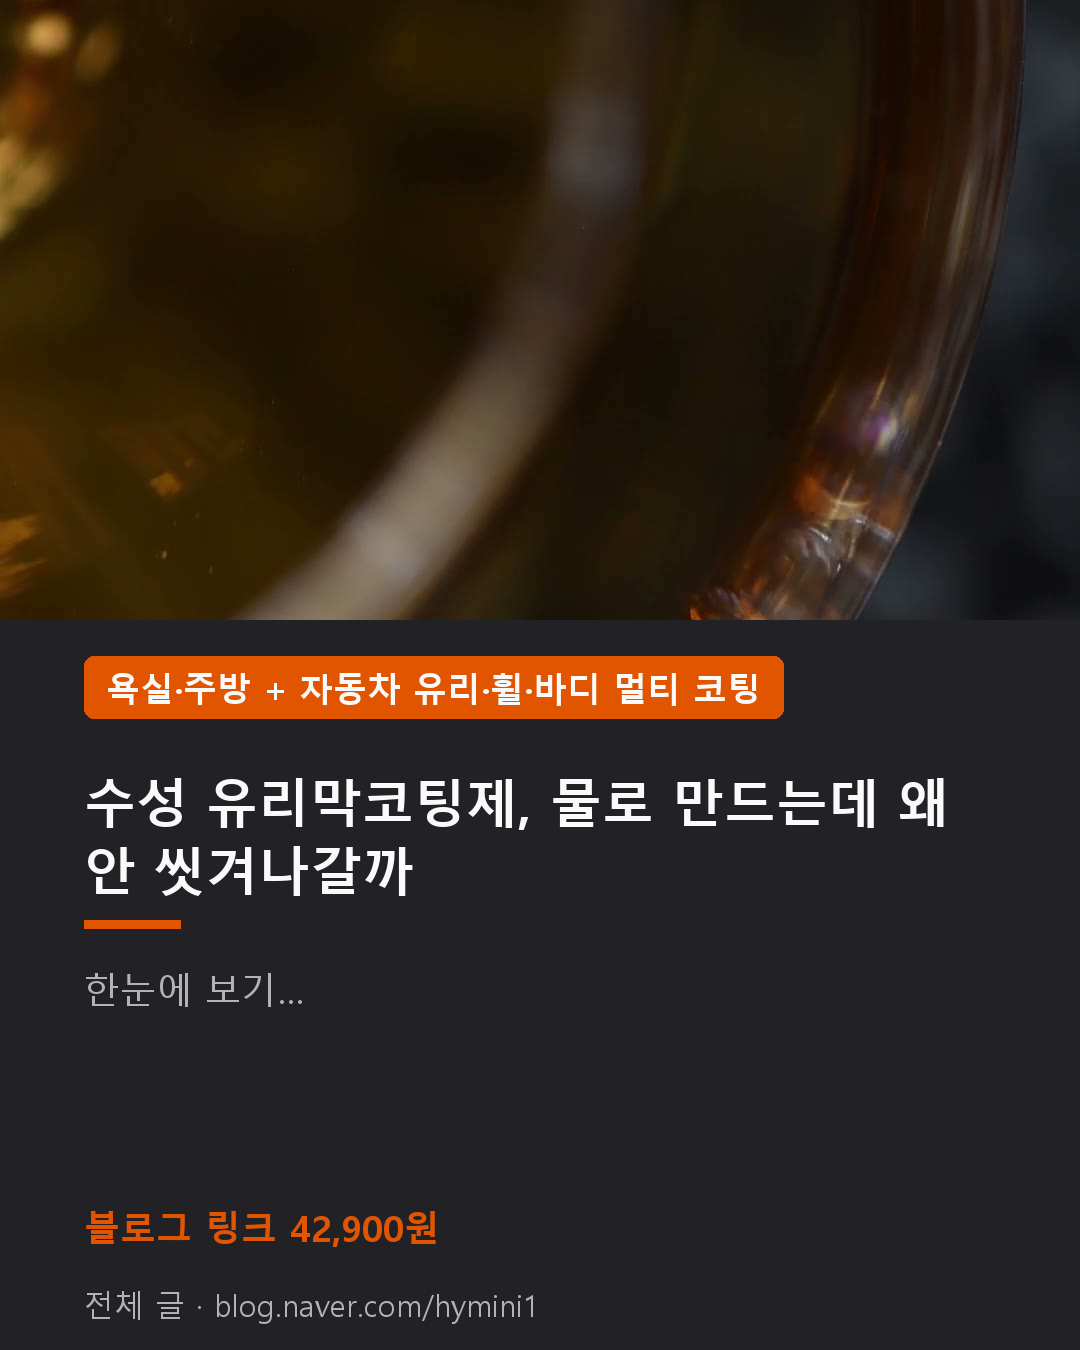 욕실·주방 + 자동차 유리·휠·바디 멀티 코팅
수성 유리막코팅제, 물로 만드는데 왜
안 씻겨나갈까
한눈에 보기...
블로그 링크 42,900원
전체 글 · blog.naver.com/hymini1